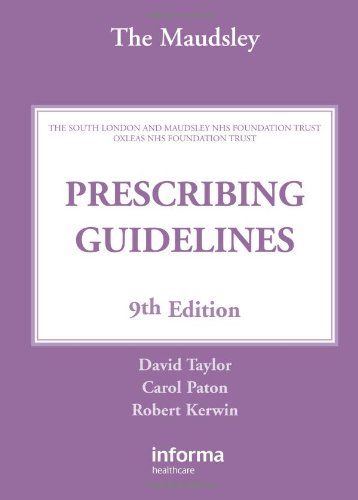 The Maudsley
THE SOUTH LONDON AND MAUDSLEY NHS FOUNDATION TRUST
OXLEAS NHS FOUNDATION TRUST
PRESCRIBING
GUIDELINES
9th Edition
David Taylor
Carol Paton
Robert Kerwin
informa
healthcare